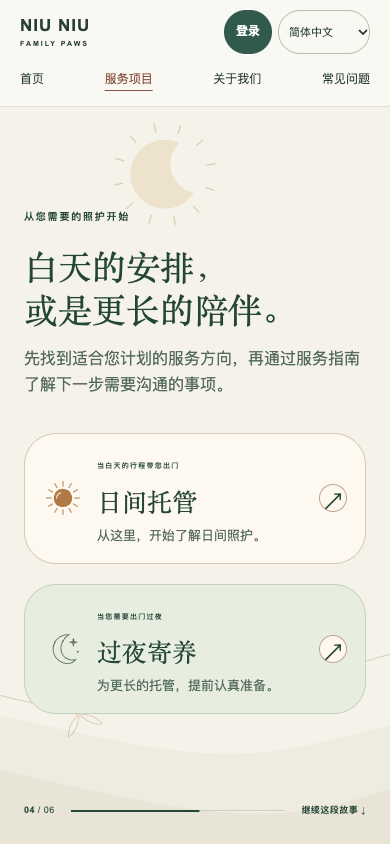 NIU NIU
FAMILY PAWS
登录
简体中文
首页
服务项目
关于我们
常见问题
从您需要的照护开始
白天的安排，
或是更长的陪伴。
先找到适合您计划的服务方向，再通过服务指南
了解下一步需要沟通的事项。
当白天的行程带您出门
日间托管
从这里，开始了解日间照护。
当您需要出门过夜
过夜寄养
为更长的托管，提前认真准备。
04 / 06
继续这段故事 ↓